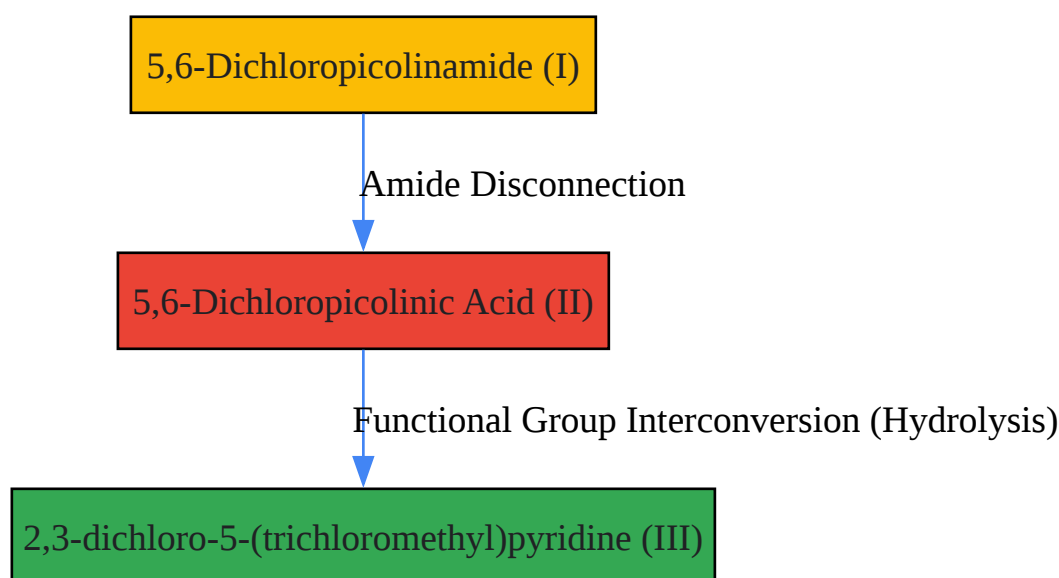 5,6-Dichloropicolinamide (I)
Amide Disconnection
5,6-Dichloropicolinic Acid (II)
Functional Group Interconversion (Hydrolysis)
2,3-dichloro-5-(trichloromethyl)pyridine (III)